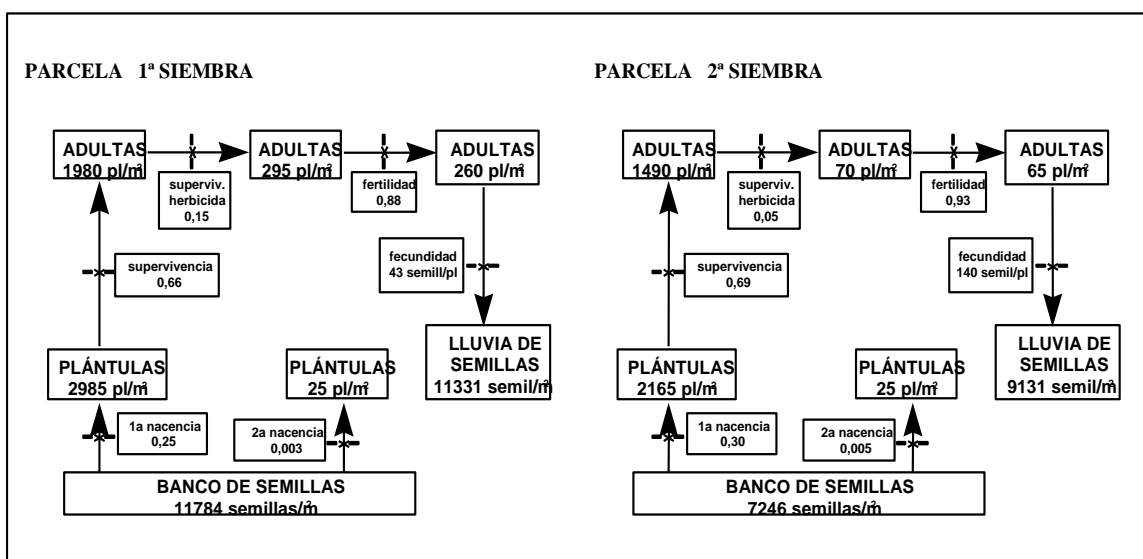 PARCELA 1ª SIEMBRA
ADULTAS
1980 pl/m²
superviv.
herbicida
0,15
ADULTAS
295 pl/m²
fertilidad
0,88
ADULTAS
260 pl/m²
supervivencia
0,66
fecundidad
43 semill/pl
PLÁNTULAS
2985 pl/m²
PLÁNTULAS
25 pl/m²
LLUVIA DE
SEMILLAS
11331 semil/m²
1a nacencia
0,25
2a nacencia
0,003
BANCO DE SEMILLAS
11784 semillas/m²
PARCELA 2ª SIEMBRA
ADULTAS
1490 pl/m²
superviv.
herbicida
0,05
ADULTAS
70 pl/m²
fertilidad
0,93
ADULTAS
65 pl/m²
supervivencia
0,69
fecundidad
140 semil/pl
PLÁNTULAS
2165 pl/m²
PLÁNTULAS
25 pl/m²
LLUVIA DE
SEMILLAS
9131 semil/m²
1a nacencia
0,30
2a nacencia
0,005
BANCO DE SEMILLAS
7246 semillas/m²